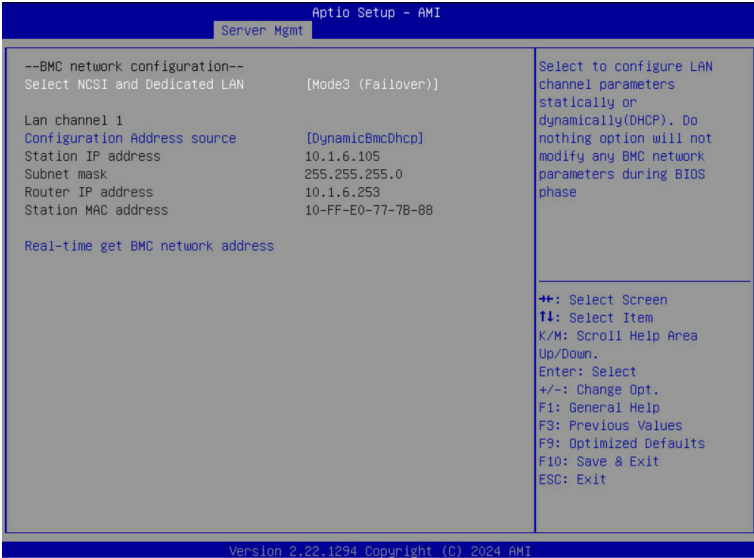 Aptio Setup - AMI
Server Mgmt
--BMC network configuration--
Select NCSI and Dedicated LAN [Mode3 (Failover)]
Lan channel 1
Configuration Address source [DynamicBmcDhcp]
Station IP address 10.1.6.105
Subnet mask 255.255.255.0
Router IP address 10.1.6.253
Station MAC address 10-FF-E0-77-7B-88
Real-time get BMC network address
Select to configure LAN
channel parameters
statically or
dynamically(DHCP). Do
nothing option will not
modify any BMC network
parameters during BIOS
phase
→←: Select Screen
↑↓: Select Item
K/M: Scroll Help Area
Up/Down.
Enter: Select
+/-: Change Opt.
F1: General Help
F3: Previous Values
F9: Optimized Defaults
F10: Save & Exit
ESC: Exit
Version 2.22.1294 Copyright (C) 2024 AMI